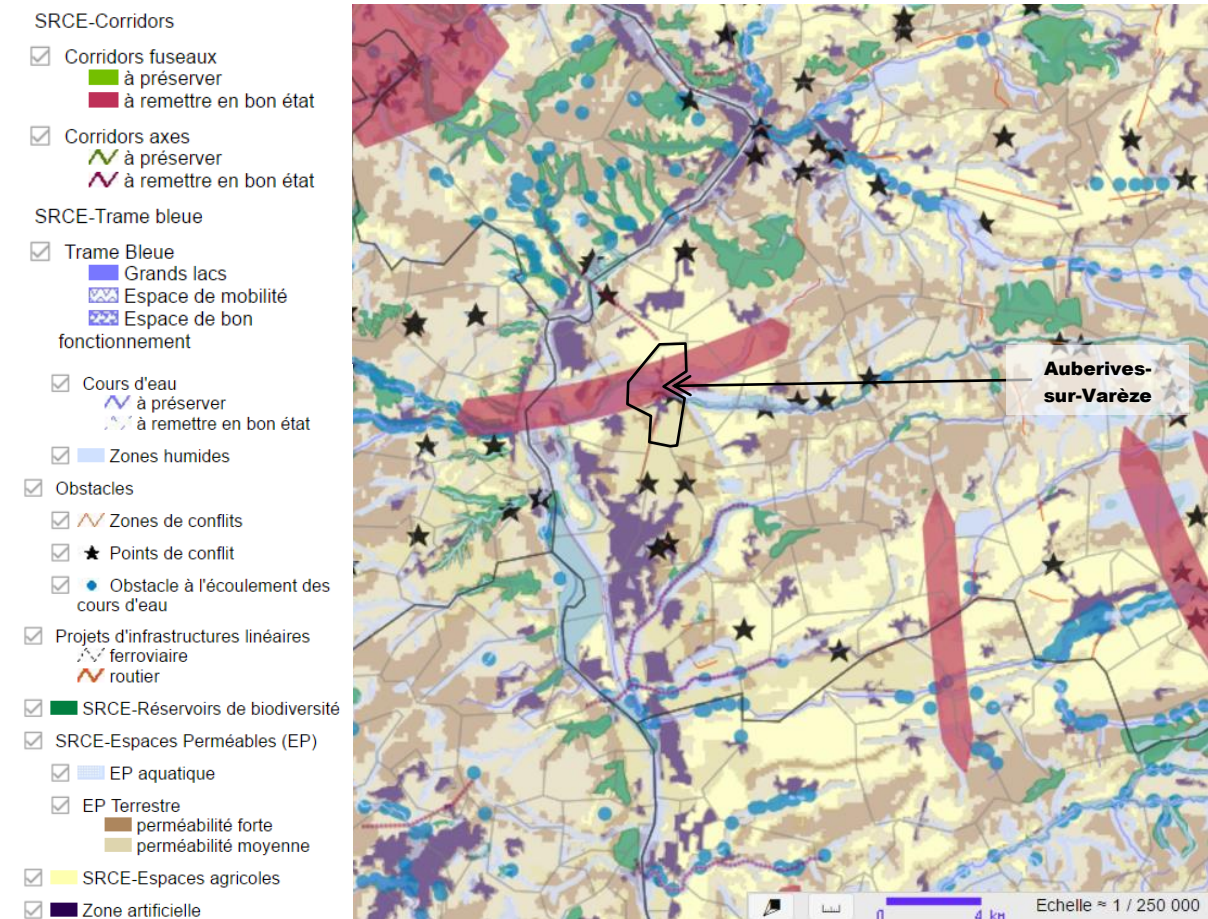 SRCE-Corridors
Corridors fuseaux
à préserver
à remettre en bon état
Corridors axes
à préserver
à remettre en bon état
SRCE-Trame bleue
Trame Bleue
Grands lacs
Espace de mobilité
Espace de bon
fonctionnement
Cours d'eau
à préserver
à remettre en bon état
Zones humides
Obstacles
Zones de conflits
Points de conflit
Obstacle à l'écoulement des
cours d'eau
Projets d'infrastructures linéaires
ferroviaire
routier
SRCE-Réservoirs de biodiversité
SRCE-Espaces Perméables (EP)
EP aquatique
EP Terrestre
perméabilité forte
perméabilité moyenne
SRCE-Espaces agricoles
Zone artificielle
Auberives-
sur-Varèze
0 4 km
Echelle ≈ 1 / 250 000